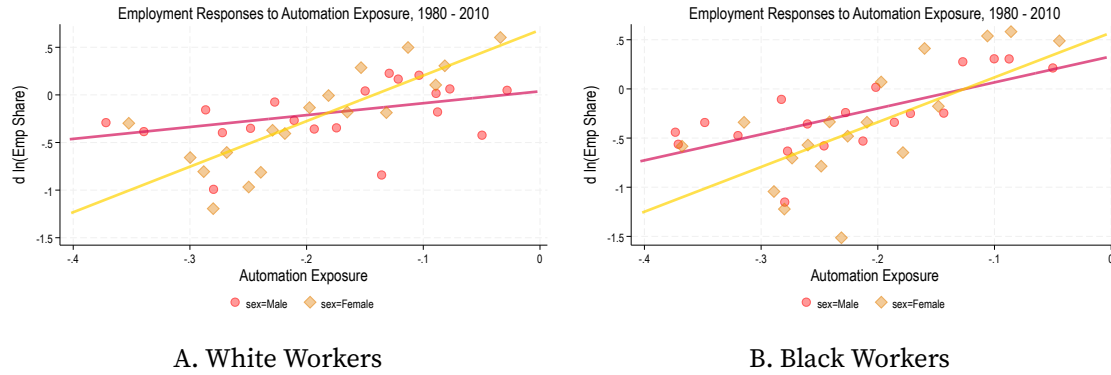 Employment Responses to Automation Exposure, 1980 - 2010
d ln(Emp Share)
.5
0
-.5
-1
-1.5
-.4 -.3 -.2 -.1 0
Automation Exposure
sex=Male sex=Female
A. White Workers
Employment Responses to Automation Exposure, 1980 - 2010
d ln(Emp Share)
.5
0
-.5
-1
-1.5
-.4 -.3 -.2 -.1 0
Automation Exposure
sex=Male sex=Female
B. Black Workers